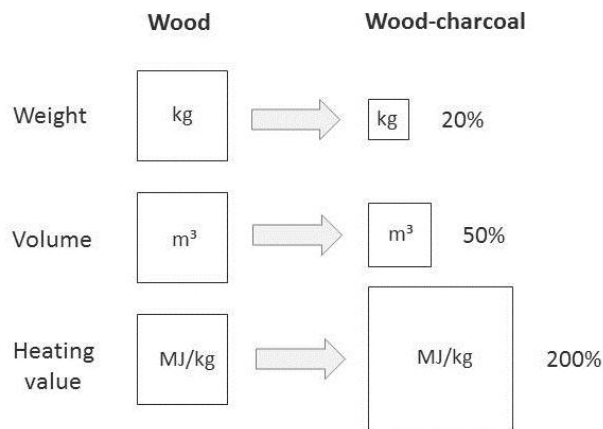 Wood Wood-charcoal
Weight kg kg 20%
Volume m³ m³ 50%
Heating
value MJ/kg MJ/kg 200%